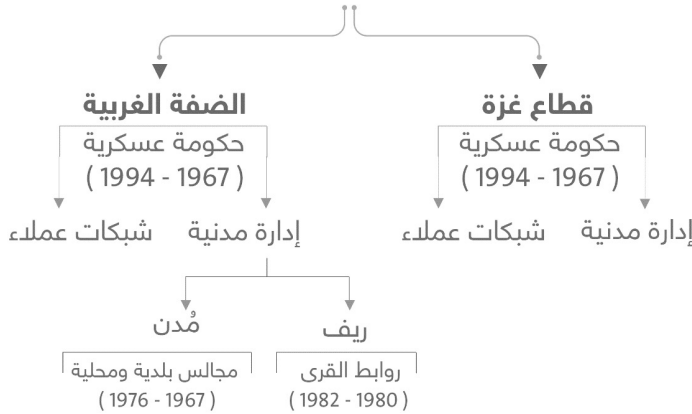 قطاع غزة
حكومة عسكرية
( 1967 - 1994 )
إدارة مدنية
شبكات عملاء
الضفة الغربية
حكومة عسكرية
( 1967 - 1994 )
إدارة مدنية
شبكات عملاء
ريف
روابط القرى
( 1980 - 1982 )
مُدن
مجالس بلدية ومحلية
( 1967 - 1976 )